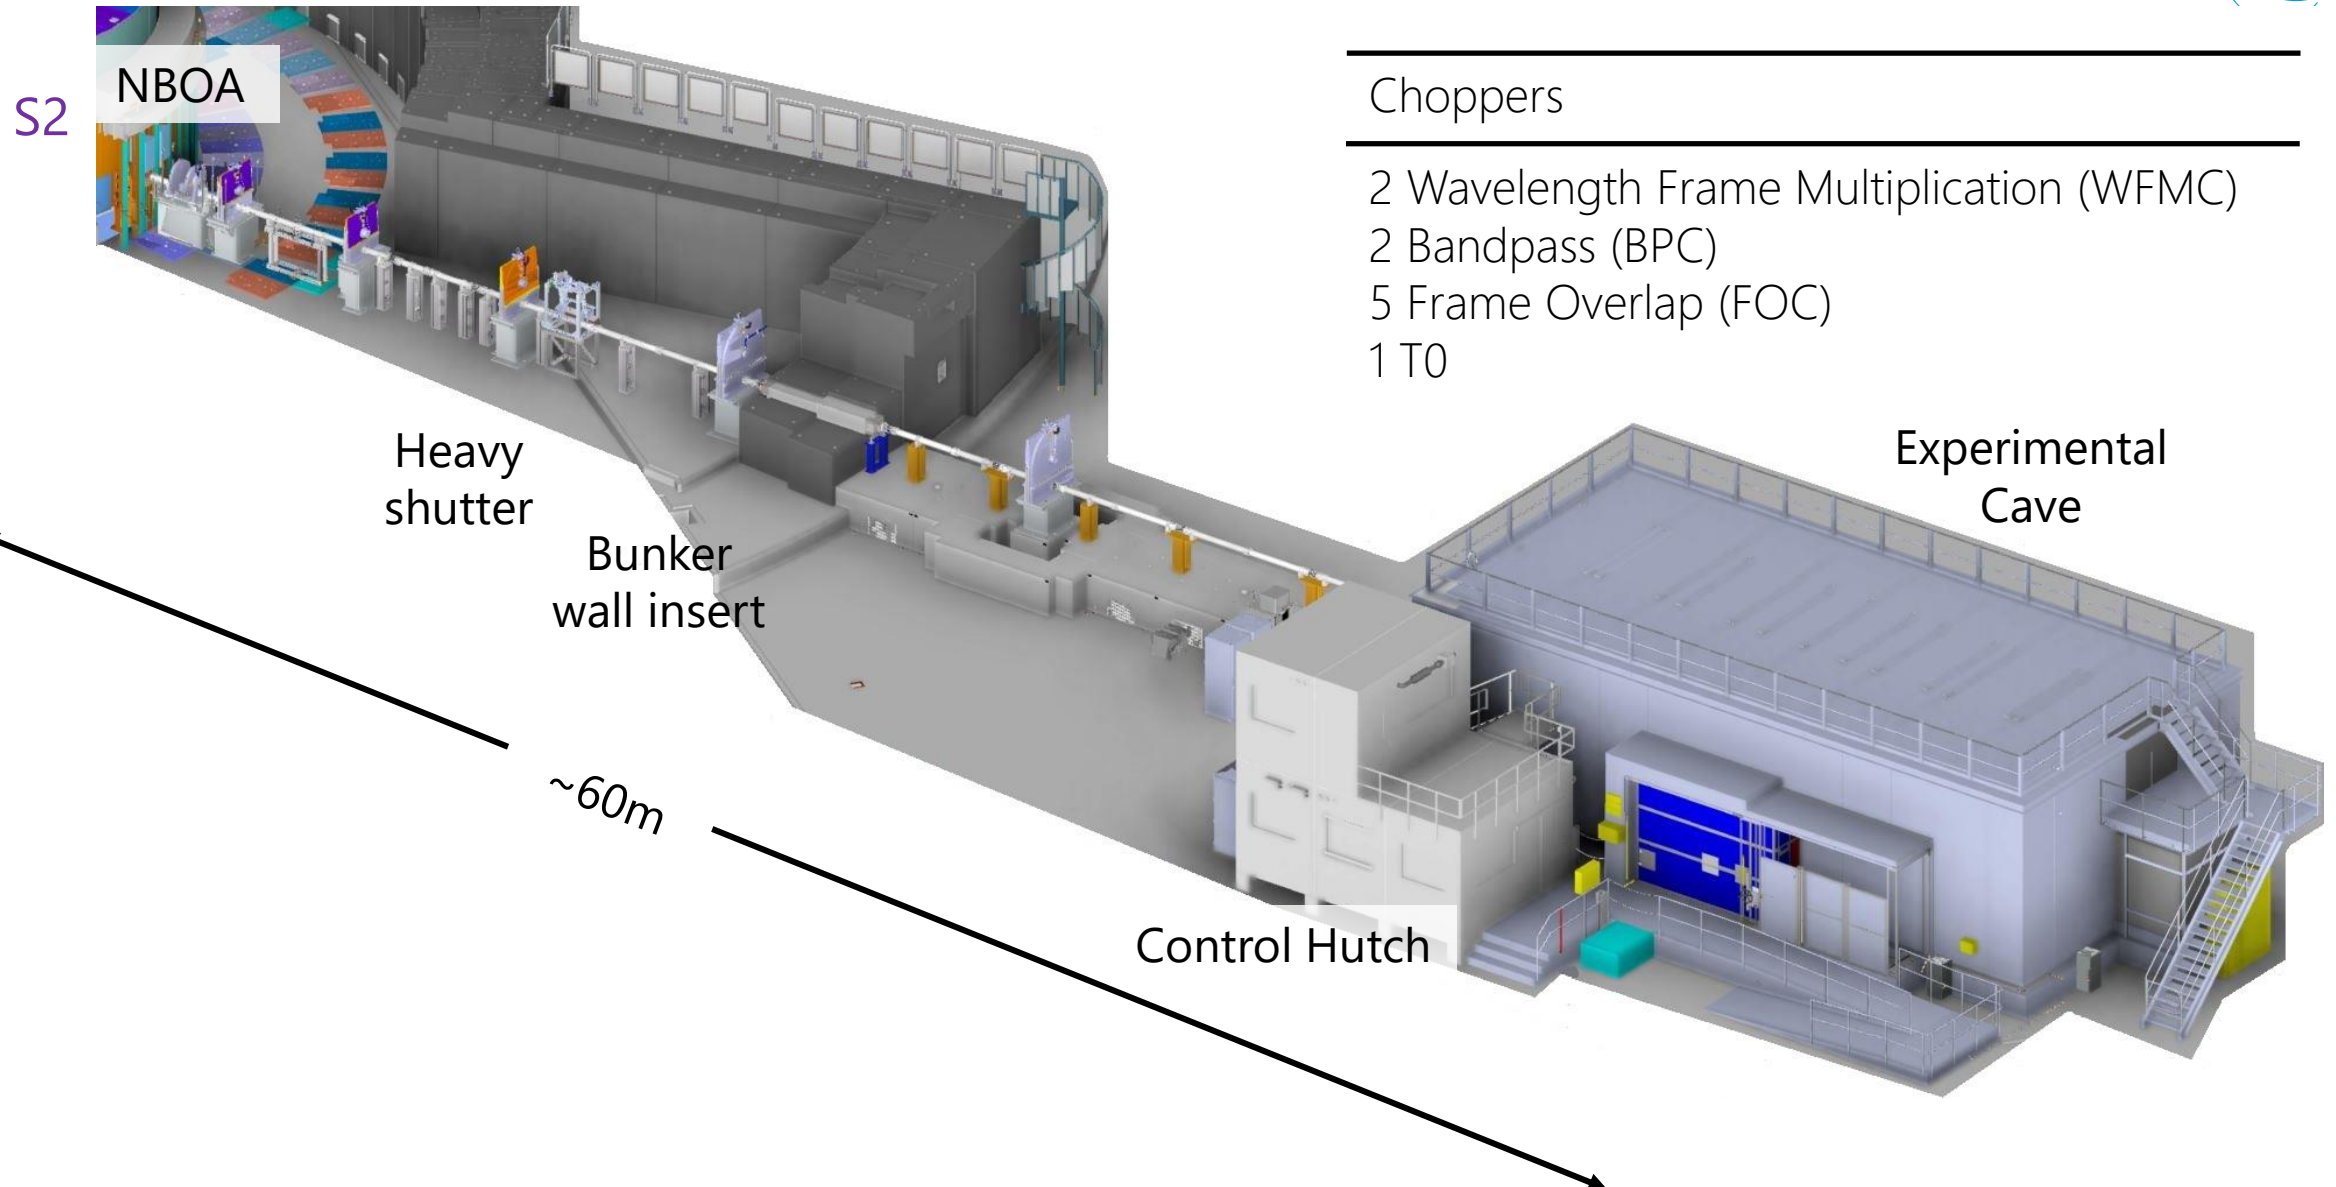 NBOA
S2
Choppers
2 Wavelength Frame Multiplication (WFMC)
2 Bandpass (BPC)
5 Frame Overlap (FOC)
1 T0
Heavy
shutter
Bunker
wall insert
Experimental
Cave
~60m
Control Hutch